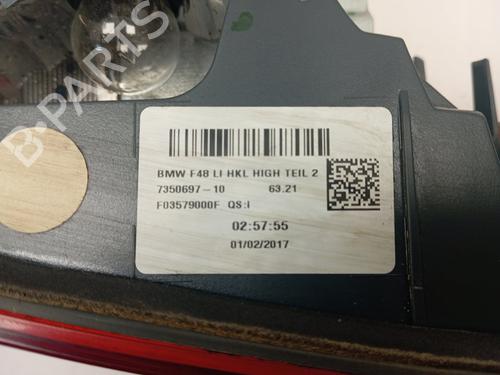 B-PARTS
BMW F48 LI HKL HIGH TEIL 2
7350697-10 63.21
F03579000F QS:I
02:57:55
01/02/2017